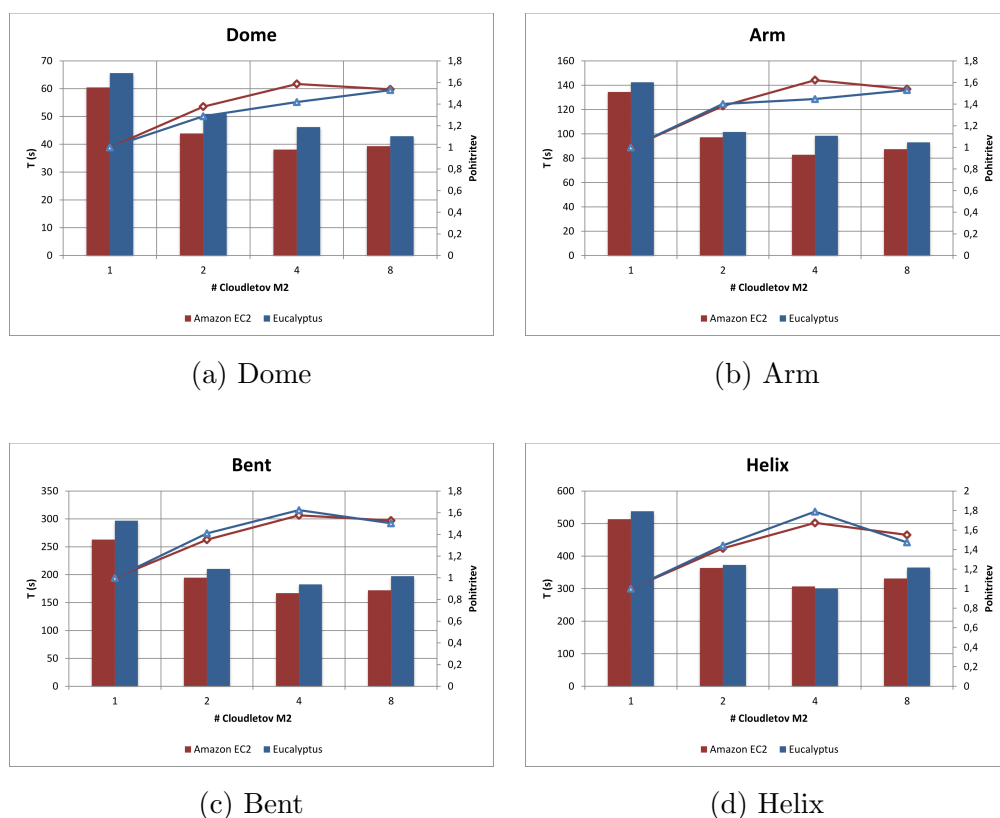 Dome
70
60
50
40
30
20
10
0
T (s)
1,8
1,6
1,4
1,2
1
0,8
0,6
0,4
0,2
0
Pohitritev
1 2 4 8
# Cloudletov M2
Amazon EC2 Eucalyptus
(a) Dome
Arm
160
140
120
100
80
60
40
20
0
T (s)
1,8
1,6
1,4
1,2
1
0,8
0,6
0,4
0,2
0
Pohitritev
1 2 4 8
# Cloudletov M2
Amazon EC2 Eucalyptus
(b) Arm
Bent
350
300
250
200
150
100
50
0
T (s)
1,8
1,6
1,4
1,2
1
0,8
0,6
0,4
0,2
0
Pohitritev
1 2 4 8
# Cloudletov M2
Amazon EC2 Eucalyptus
(c) Bent
Helix
600
500
400
300
200
100
0
T (s)
2
1,8
1,6
1,4
1,2
1
0,8
0,6
0,4
0,2
0
Pohitritev
1 2 4 8
# Cloudletov M2
Amazon EC2 Eucalyptus
(d) Helix